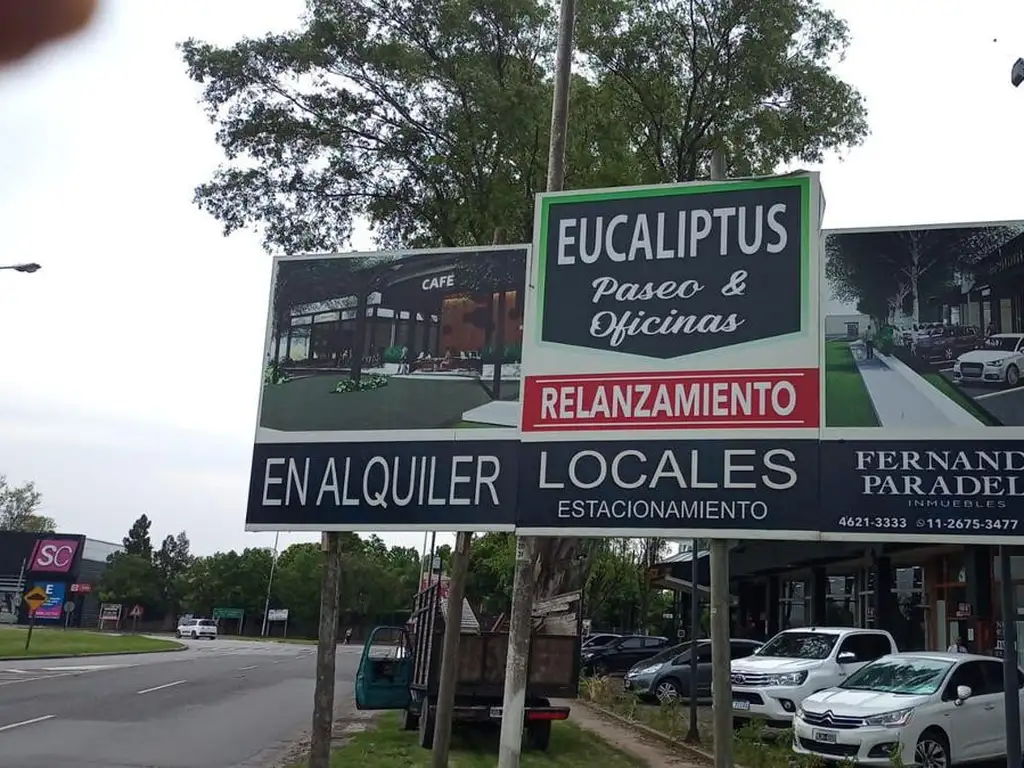 CAFE
EUCALIPTUS
Paseo &
Oficinas
RELANZAMIENTO
EN ALQUILER
LOCALES
ESTACIONAMIENTO
FERNAND
PARADEL
INMUEBLES
4621-3333 11-2675-3477
SC
E